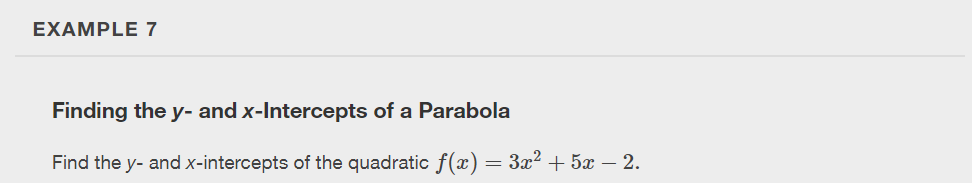 EXAMPLE 7
Finding the y- and x-Intercepts of a Parabola
Find the y- and x-intercepts of the quadratic f(x) = 3x² + 5x − 2.